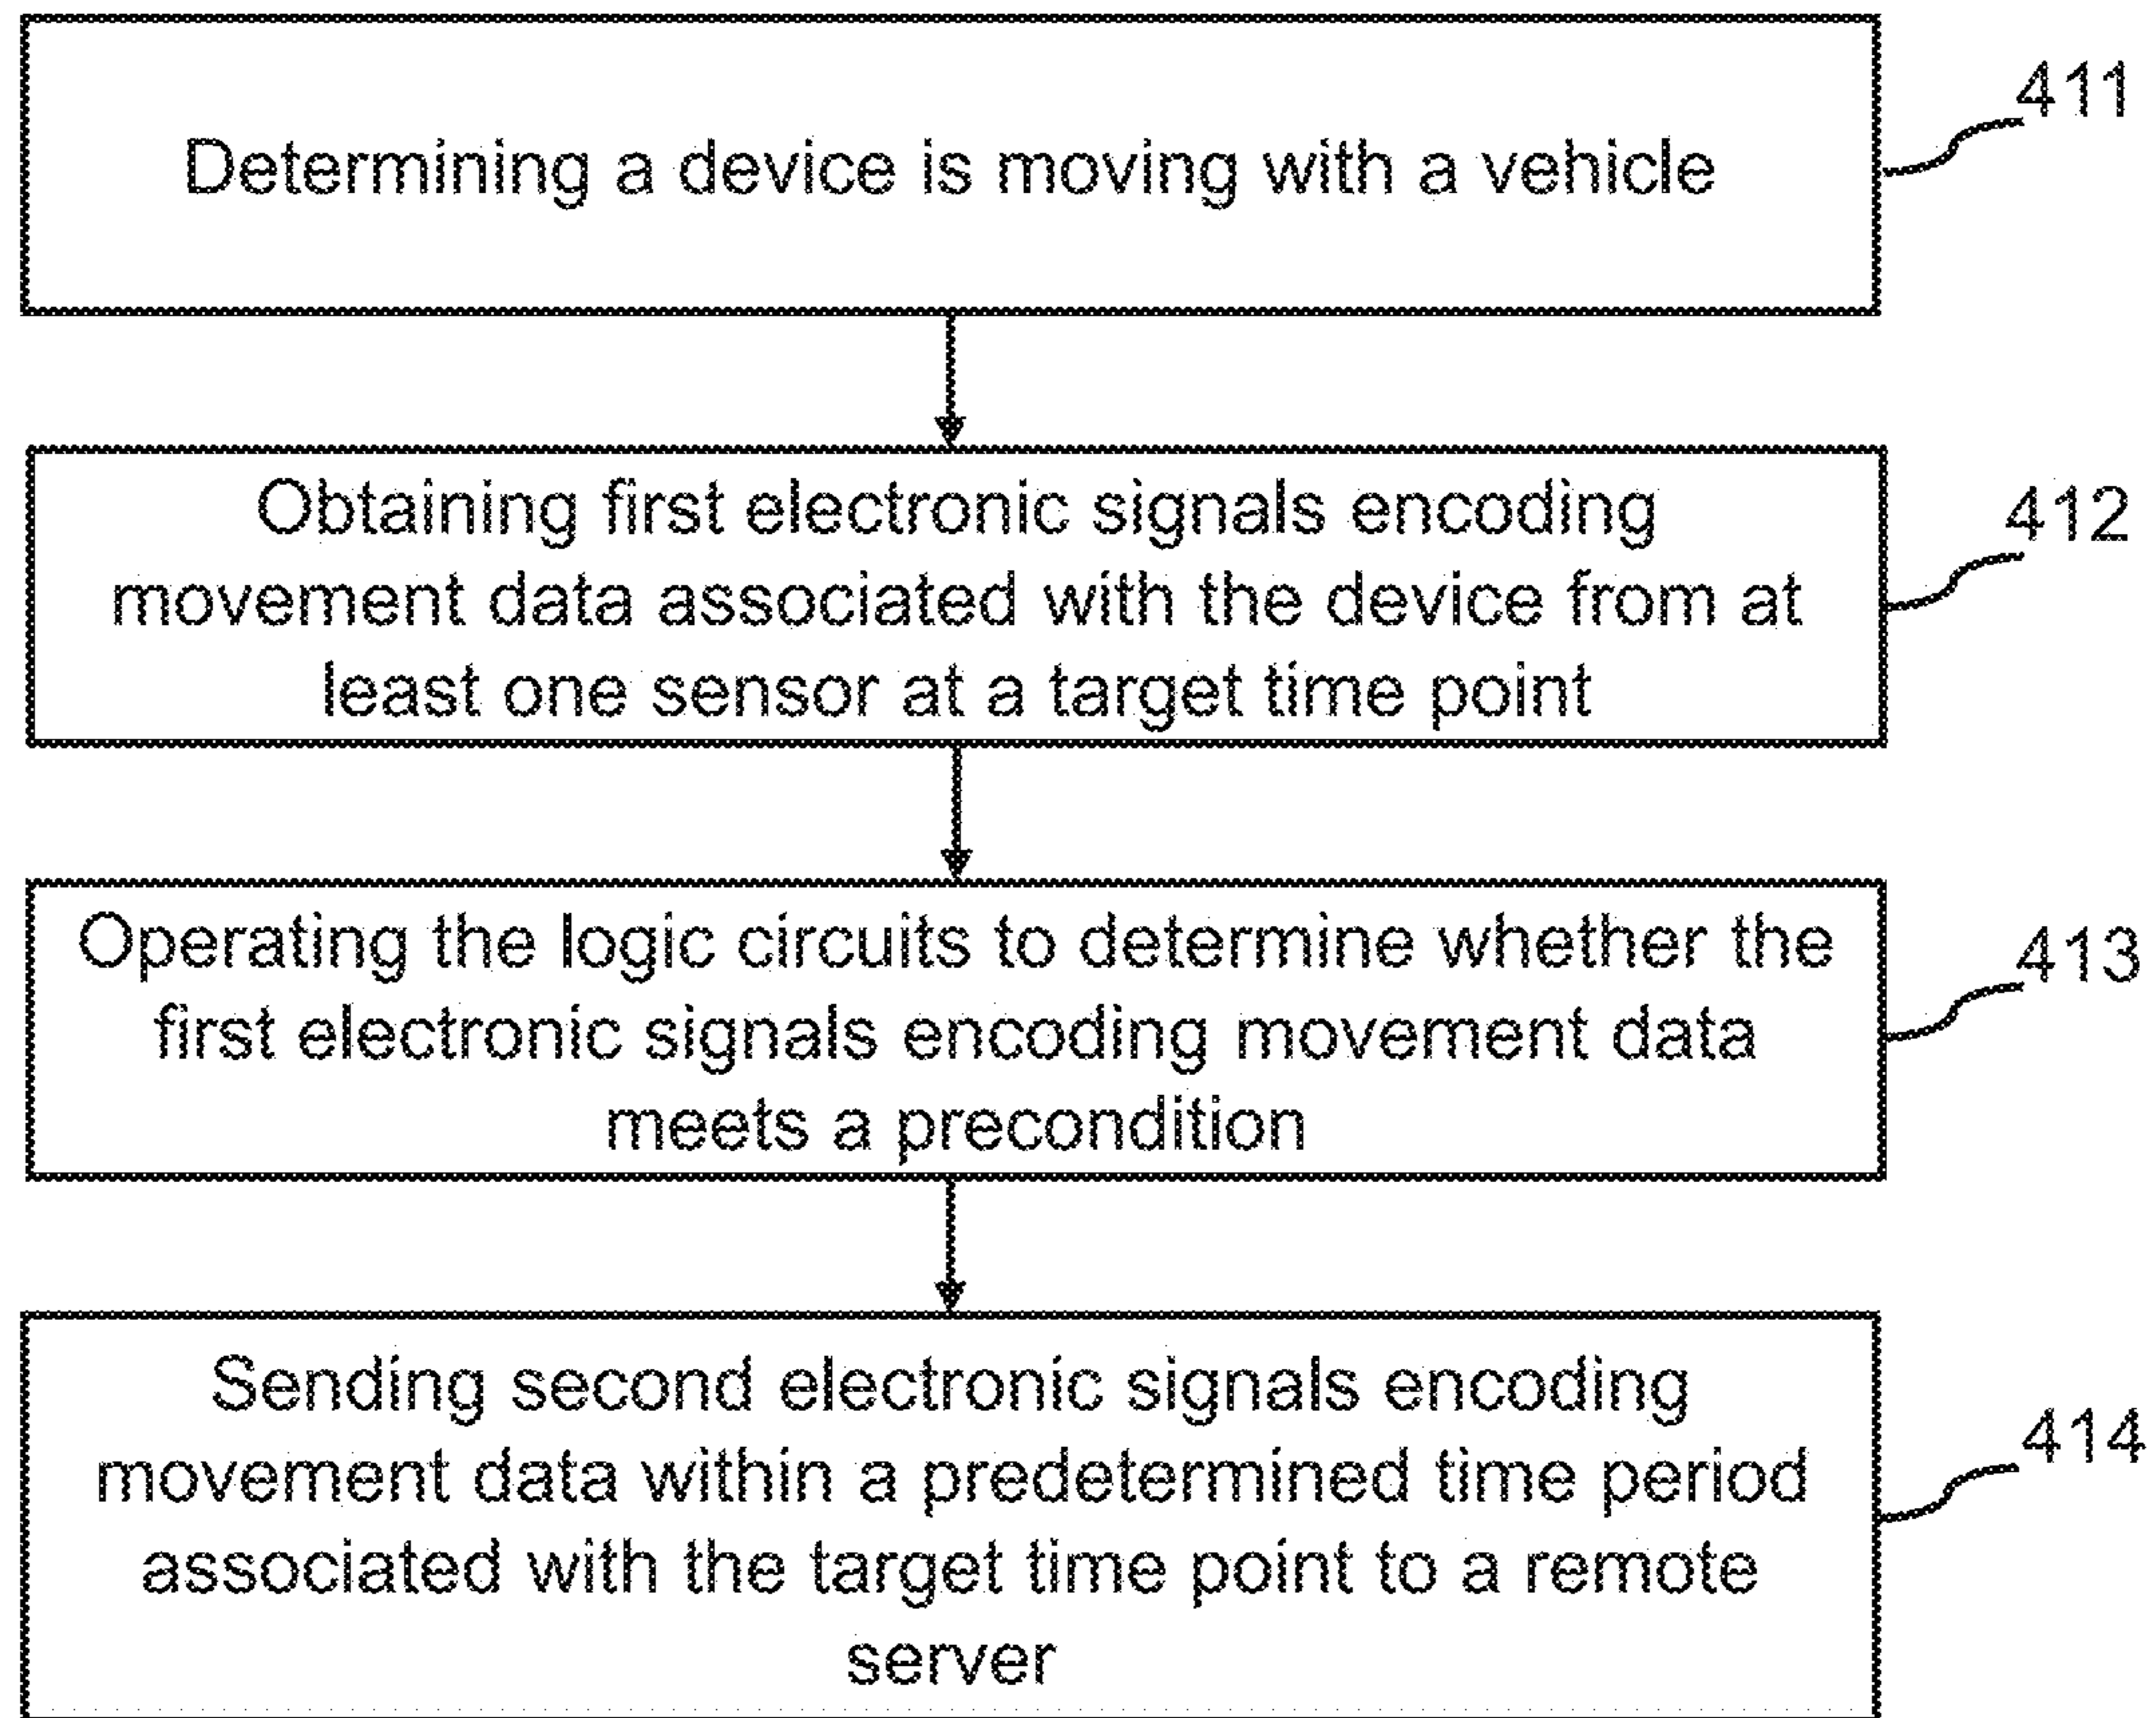 Determining a device is moving with a vehicle
411
Obtaining first electronic signals encoding
movement data associated with the device from at
least one sensor at a target time point
412
Operating the logic circuits to determine whether the
first electronic signals encoding movement data
meets a precondition
413
Sending second electronic signals encoding
movement data within a predetermined time period
associated with the target time point to a remote
server
414